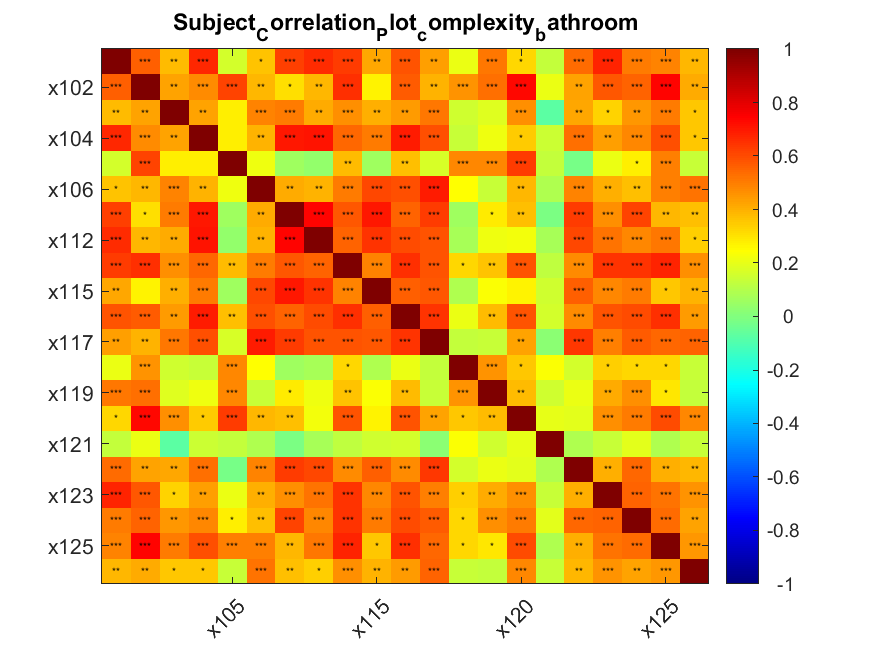 Subject_Correlation_Plot_complexity_bathroom
x102
x104
x106
x112
x115
x117
x119
x121
x123
x125
x105
x115
x120
x125
1
0.8
0.6
0.4
0.2
0
-0.2
-0.4
-0.6
-0.8
-1